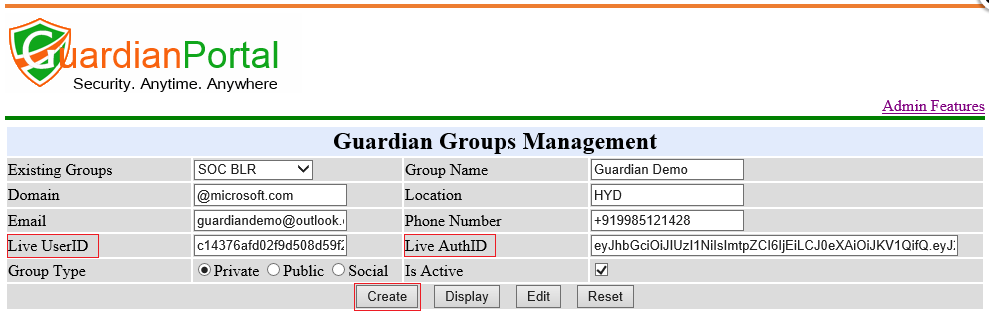 GuardianPortal
Security. Anytime. Anywhere
Admin Features
Guardian Groups Management
Existing Groups SOC BLR Group Name Guardian Demo
Domain @microsoft.com Location HYD
Email guardiandemo@outlook. Phone Number +919985121428
Live UserID c14376afd02f9d508d59f2 Live AuthID eyJhbGciOiJIUzI1NiIsImtpZCI6IjEiLCJ0eXAiOiJKV1QifQ.eyJ
Group Type Private Public Social Is Active
Create Display Edit Reset